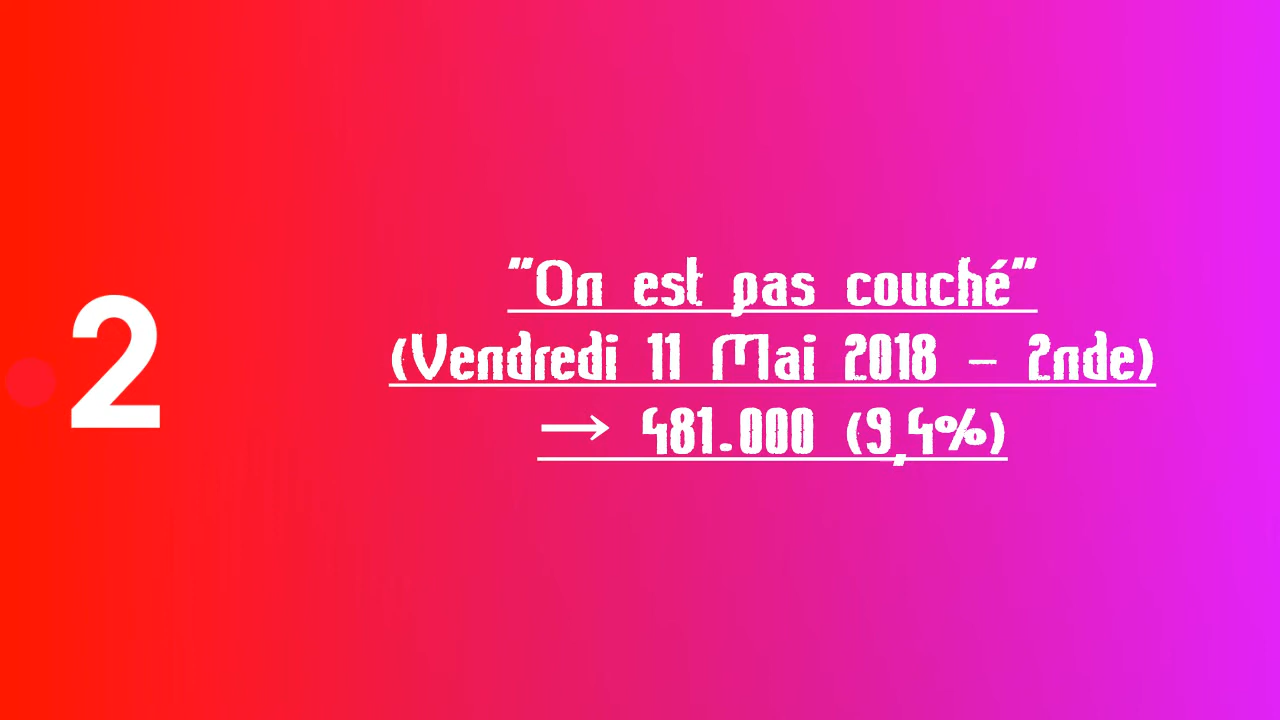 2
"On est pas couché"
(Vendredi 11 Mai 2018 - 2nde)
→ 481.000 (9,4%)